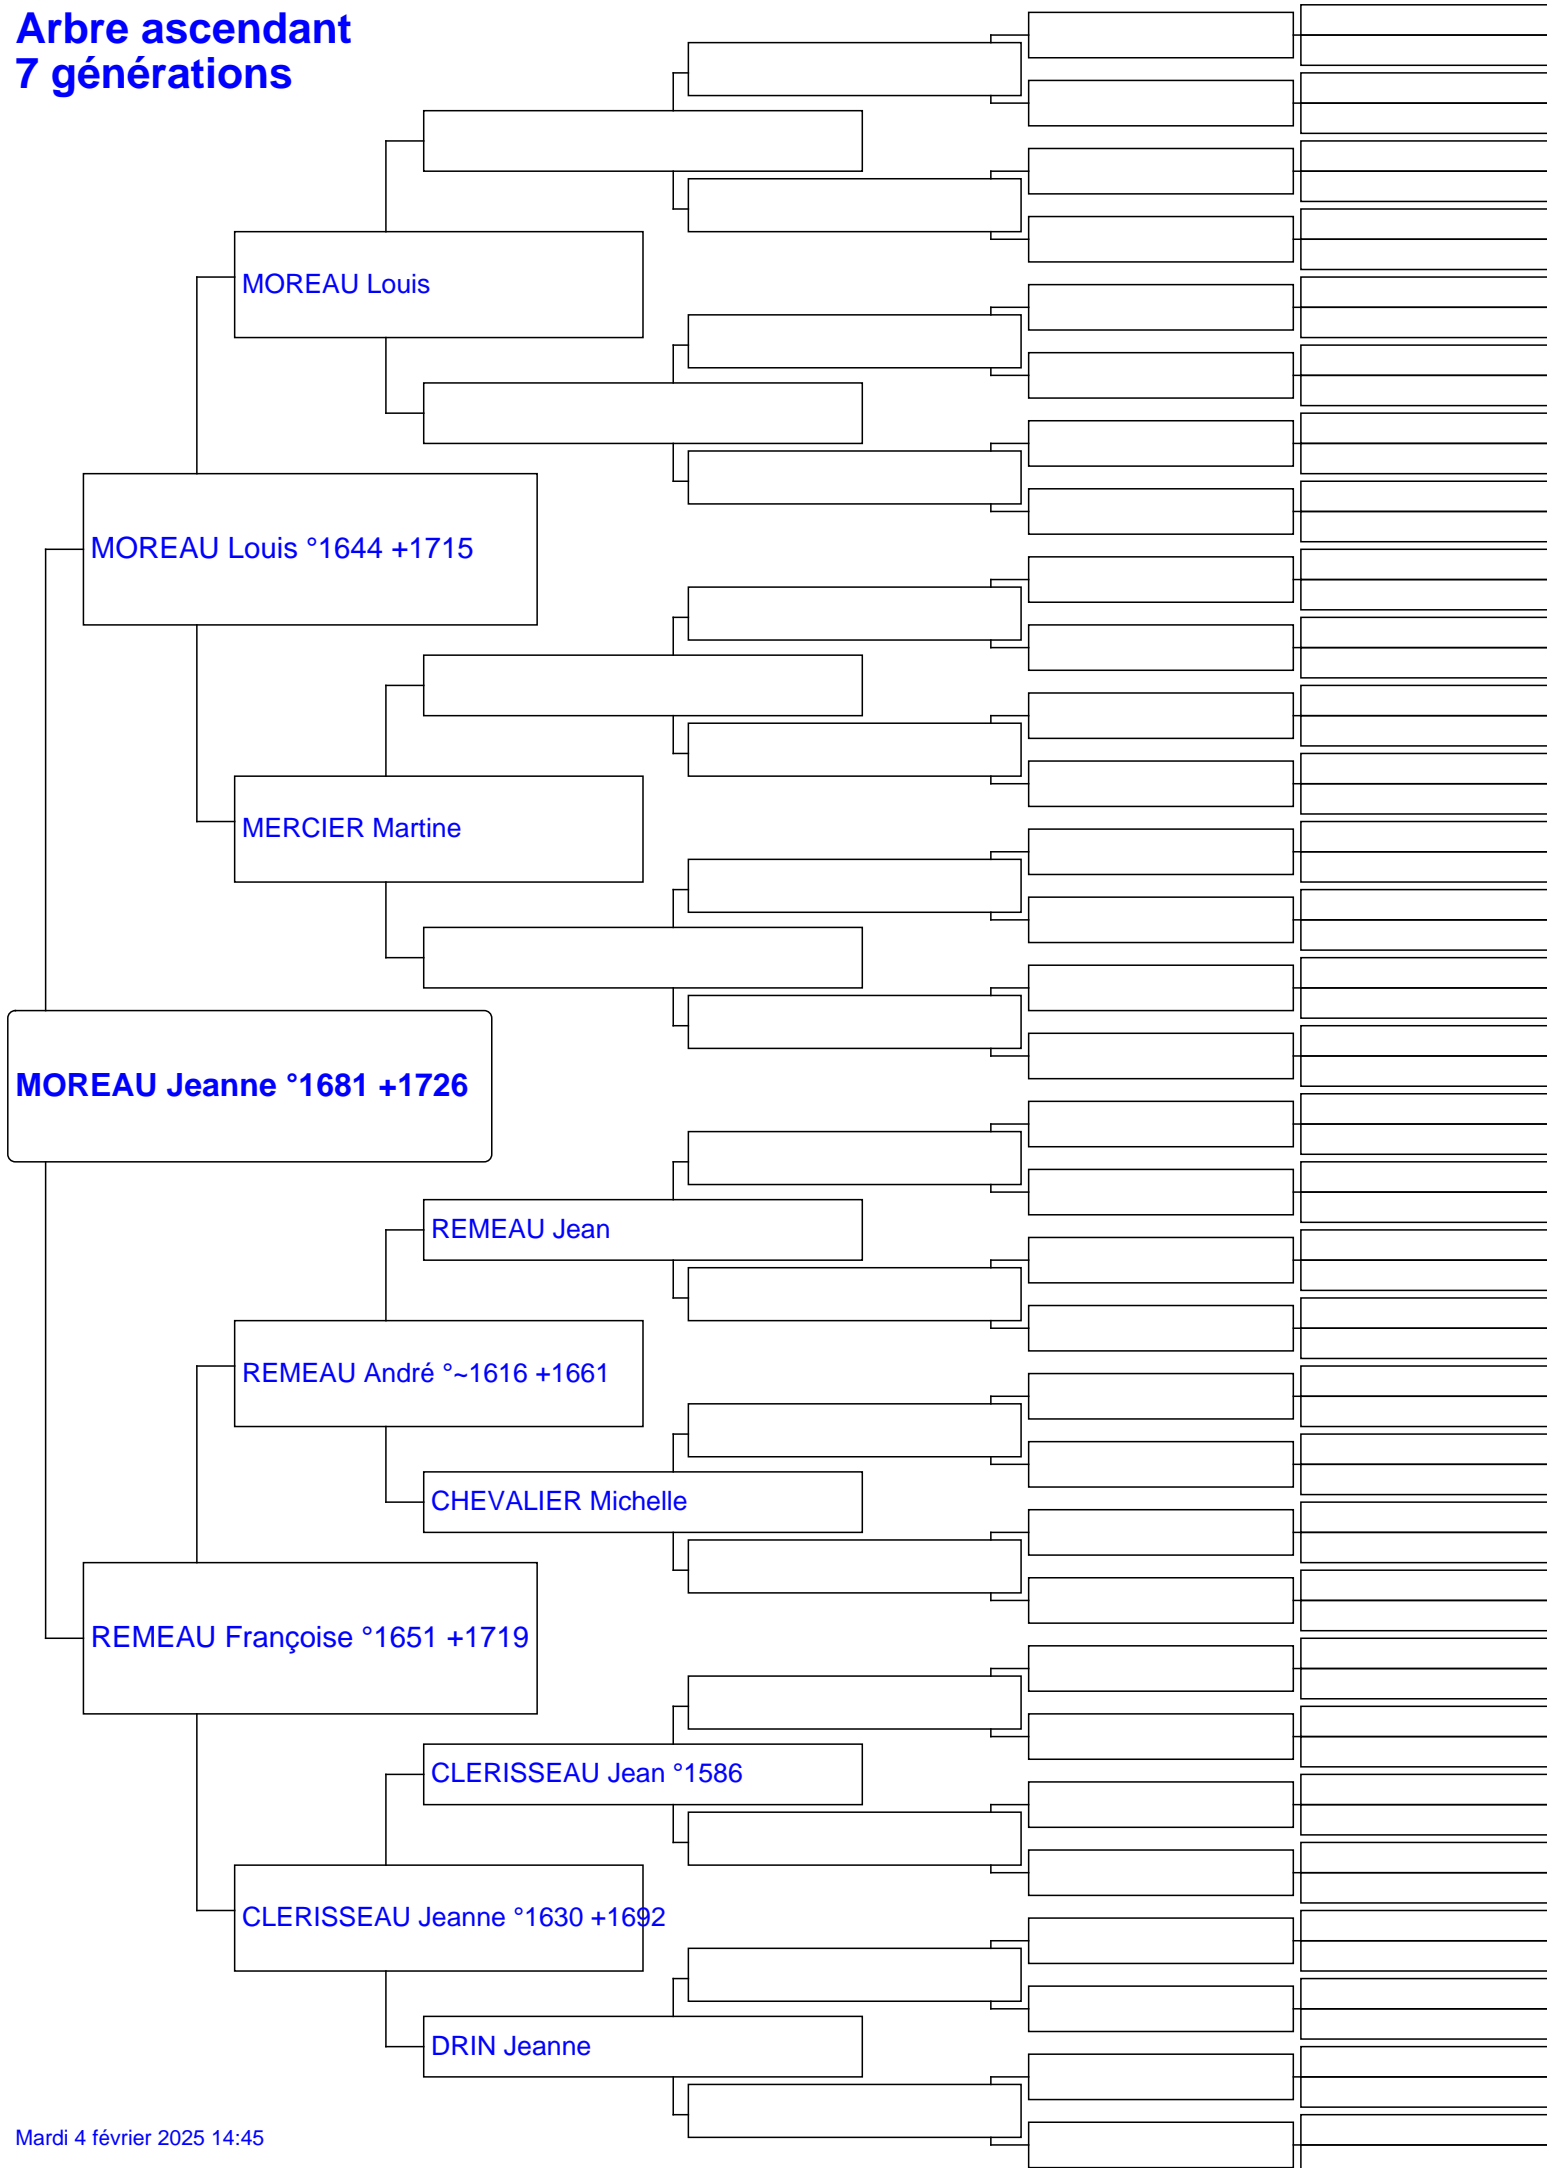 Arbre ascendant
7 générations
MOREAU Louis
MOREAU Louis °1644 +1715
MERCIER Martine
MOREAU Jeanne °1681 +1726
REMEAU Jean
REMEAU André °~1616 +1661
CHEVALIER Michelle
REMEAU Françoise °1651 +1719
CLERISSEAU Jean °1586
CLERISSEAU Jeanne °1630 +1692
DRIN Jeanne
Mardi 4 février 2025 14:45